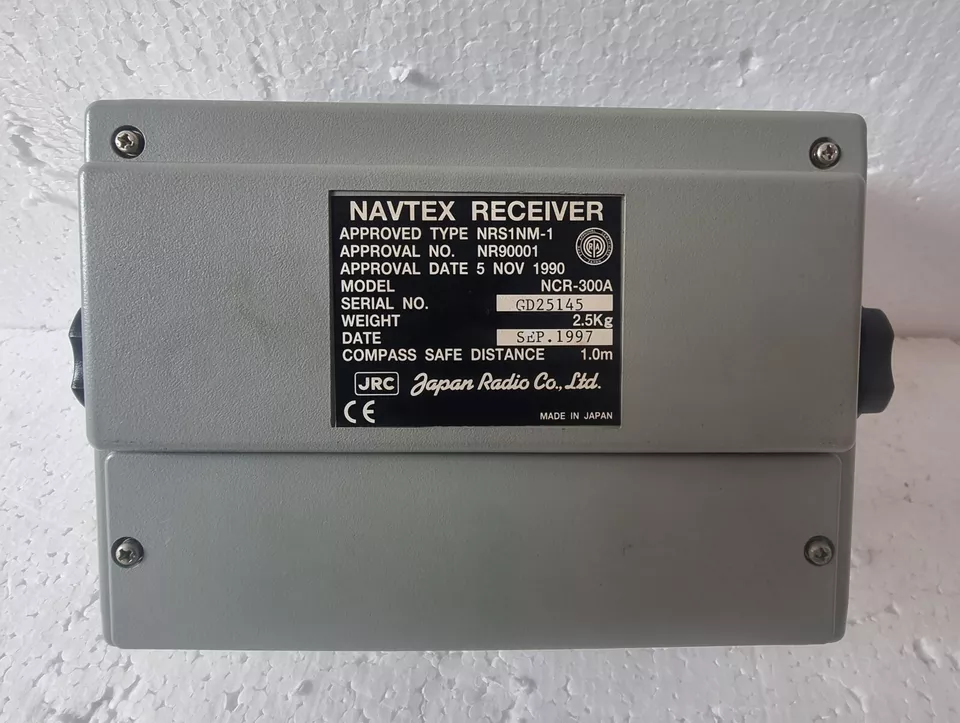 NAVTEX RECEIVER
APPROVED TYPE NRS1NM-1
APPROVAL NO. NR90001
APPROVAL DATE 5 NOV 1990
MODEL NCR-300A
SERIAL NO. GD25145
WEIGHT 2.5Kg
DATE SEP.1997
COMPASS SAFE DISTANCE 1.0m
JRC Japan Radio Co., Ltd.
CE
MADE IN JAPAN